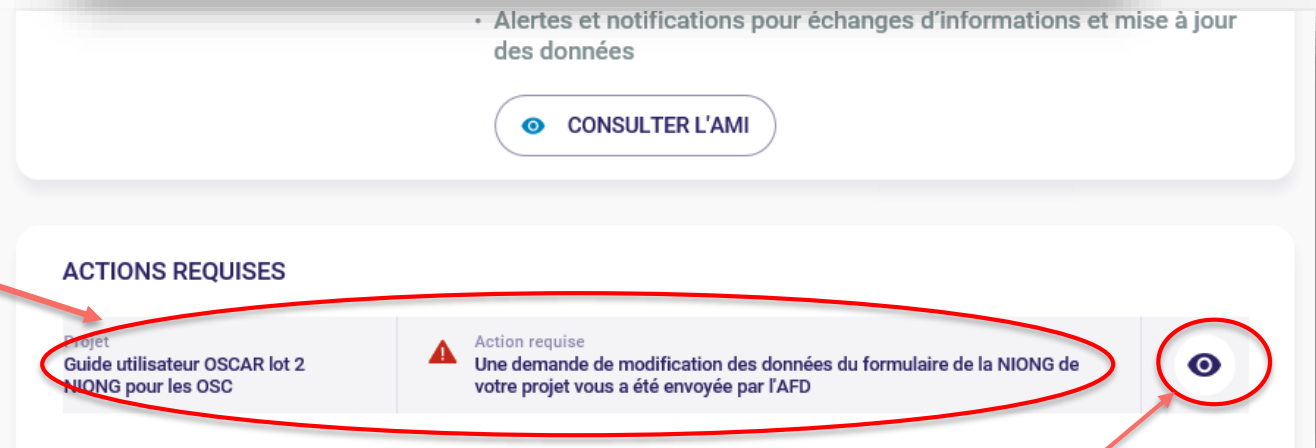 • Alertes et notifications pour échanges d'informations et mise à jour
des données
CONSULTER L'AMI
ACTIONS REQUISES
Projet
Guide utilisateur OSCAR lot 2
NIONG pour les OSC
Action requise
Une demande de modification des données du formulaire de la NIONG de
votre projet vous a été envoyée par l'AFD